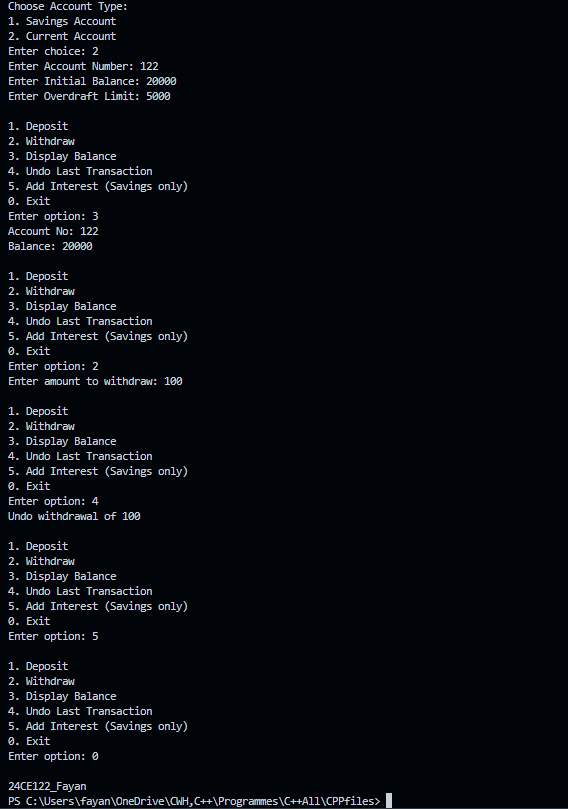 Choose Account Type:
1. Savings Account
2. Current Account
Enter choice: 2
Enter Account Number: 122
Enter Initial Balance: 20000
Enter Overdraft Limit: 5000
1. Deposit
2. Withdraw
3. Display Balance
4. Undo Last Transaction
5. Add Interest (Savings only)
0. Exit
Enter option: 3
Account No: 122
Balance: 20000
1. Deposit
2. Withdraw
3. Display Balance
4. Undo Last Transaction
5. Add Interest (Savings only)
0. Exit
Enter option: 2
Enter amount to withdraw: 100
1. Deposit
2. Withdraw
3. Display Balance
4. Undo Last Transaction
5. Add Interest (Savings only)
0. Exit
Enter option: 4
Undo withdrawal of 100
1. Deposit
2. Withdraw
3. Display Balance
4. Undo Last Transaction
5. Add Interest (Savings only)
0. Exit
Enter option: 5
1. Deposit
2. Withdraw
3. Display Balance
4. Undo Last Transaction
5. Add Interest (Savings only)
0. Exit
Enter option: 0
24CE122_Fayan
PS C:\Users\fayan\OneDrive\CWH,C++\Programmes\C++All\CPPfiles>